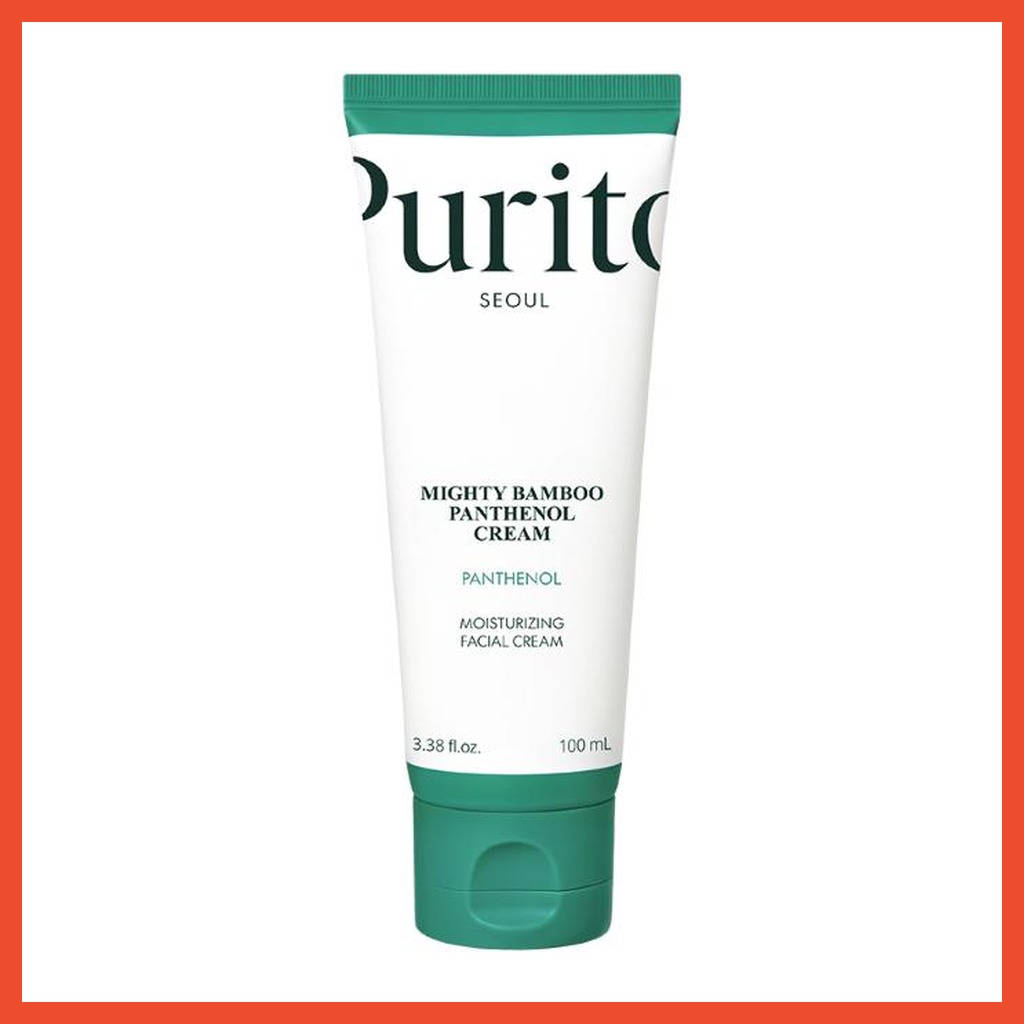 Purito
SEOUL
MIGHTY BAMBOO
PANTHENOL
CREAM
PANTHENOL
MOISTURIZING
FACIAL CREAM
3.38 fl.oz. 100 mL